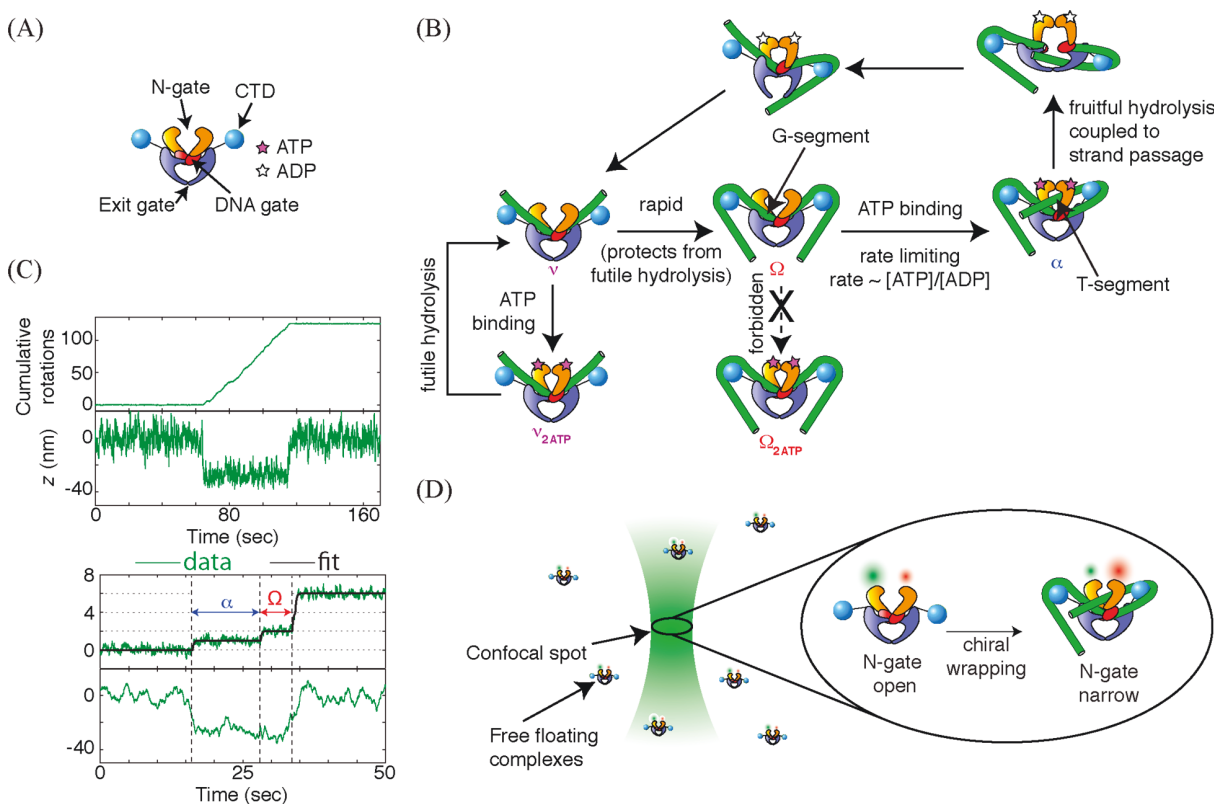 (A)
N-gate
CTD
ATP
ADP
Exit gate
DNA gate
(B)
G-segment
fruitful hydrolysis
coupled to
strand passage
rapid
(protects from
futile hydrolysis)
ATP binding
rate limiting
rate ~ [ATP]/[ADP]
ν
Ω
α
T-segment
futile hydrolysis
ATP
binding
forbidden
X
ν2ATP
Ω2ATP
(C)
Cumulative
rotations
100
50
0
z (nm)
0
-40
0 80 160
Time (sec)
data fit
8
4
0
α
Ω
0
-40
0 25 50
Time (sec)
(D)
Confocal spot
Free floating
complexes
N-gate
open
chiral
wrapping
N-gate
narrow